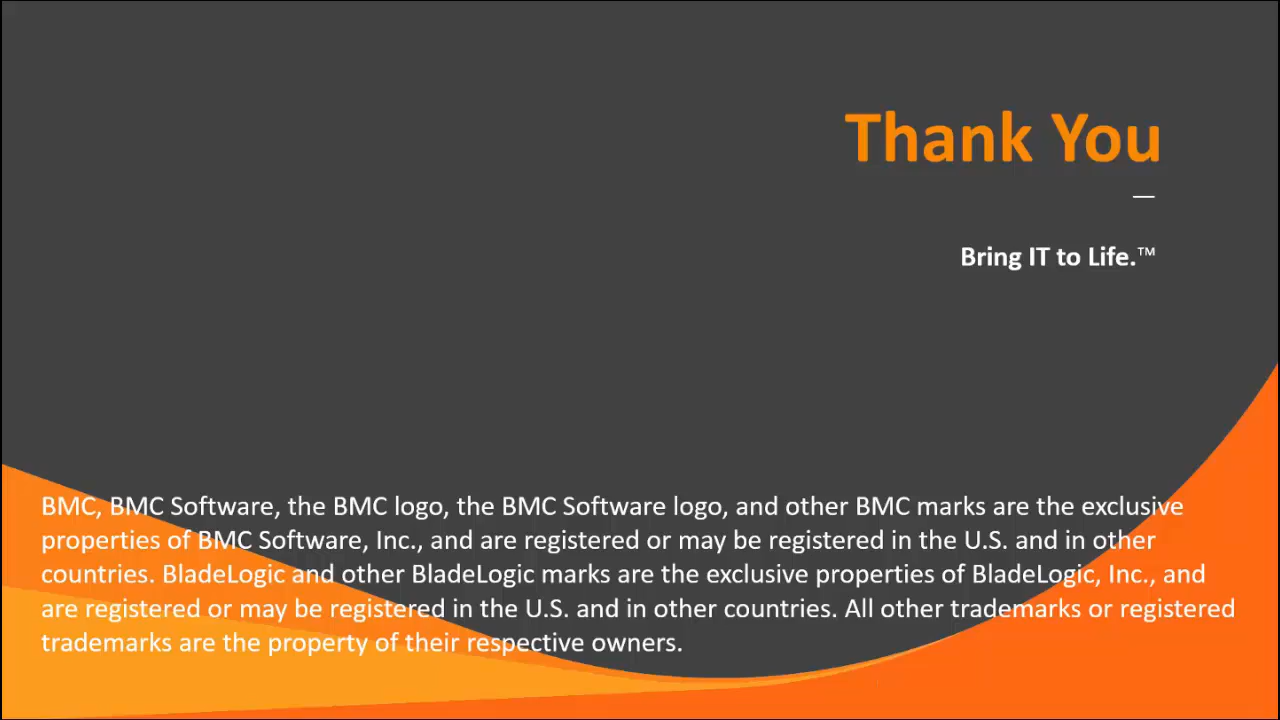 Thank You
—
Bring IT to Life.™
BMC, BMC Software, the BMC logo, the BMC Software logo, and other BMC marks are the exclusive
properties of BMC Software, Inc., and are registered or may be registered in the U.S. and in other
countries. BladeLogic and other BladeLogic marks are the exclusive properties of BladeLogic, Inc., and
are registered or may be registered in the U.S. and in other countries. All other trademarks or registered
trademarks are the property of their respective owners.